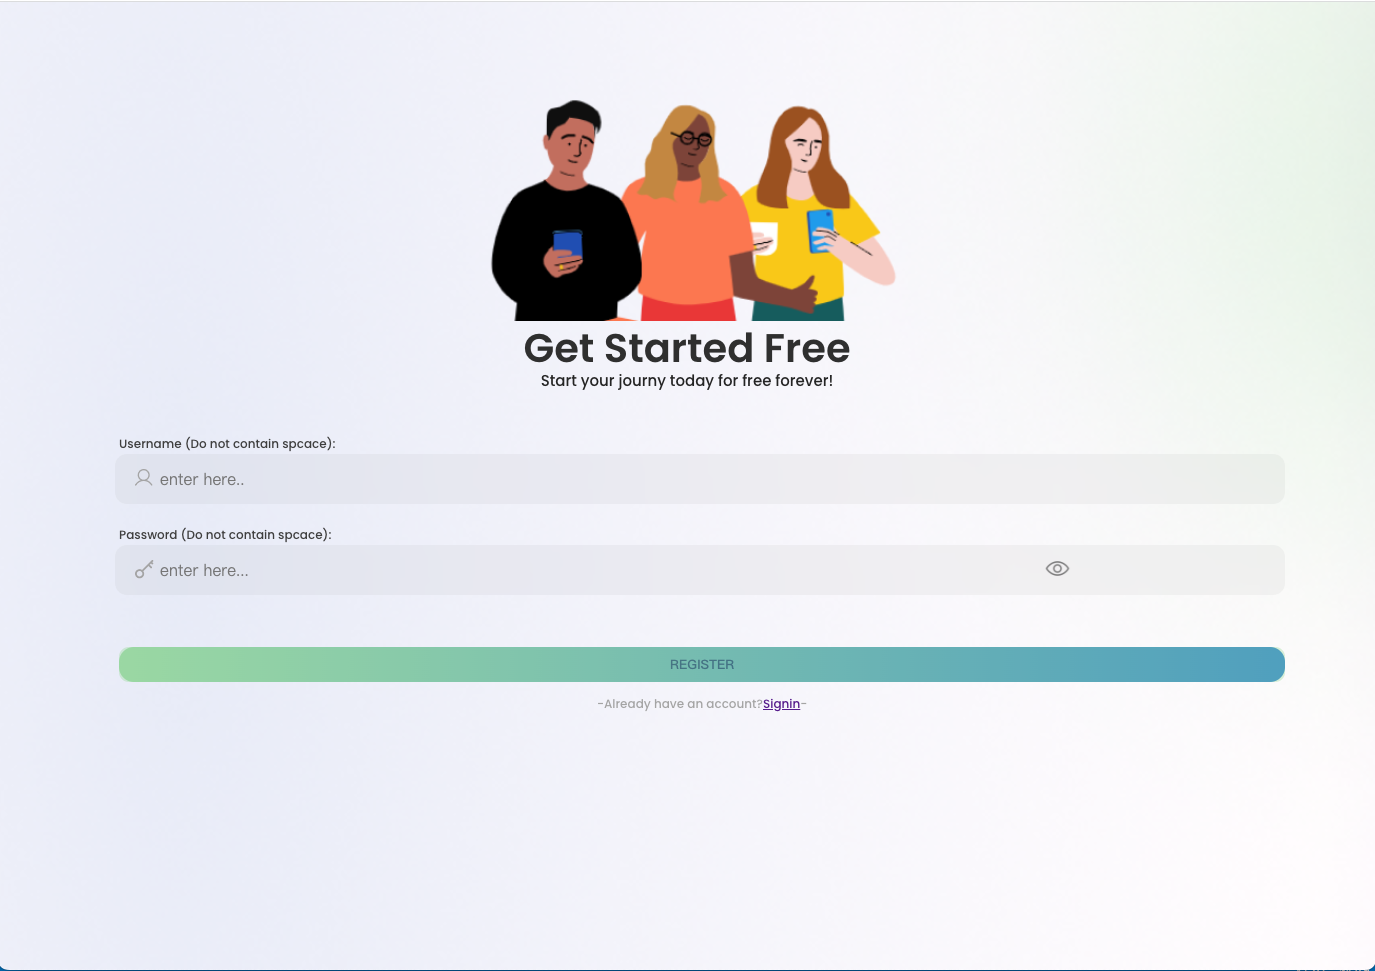 Get Started Free
Start your journy today for free forever!
Username (Do not contain spcace):
enter here..
Password (Do not contain spcace):
enter here...
REGISTER
-Already have an account?Signin-